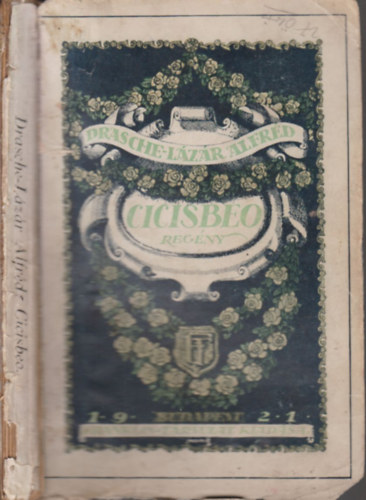 DRASCHE-LÁZÁR ALFRÉD
CICISBEO
REGÉNY
1-9- BUDAPEST -2-1
Drasche-Lázár Alfréd: Cicisbeo.